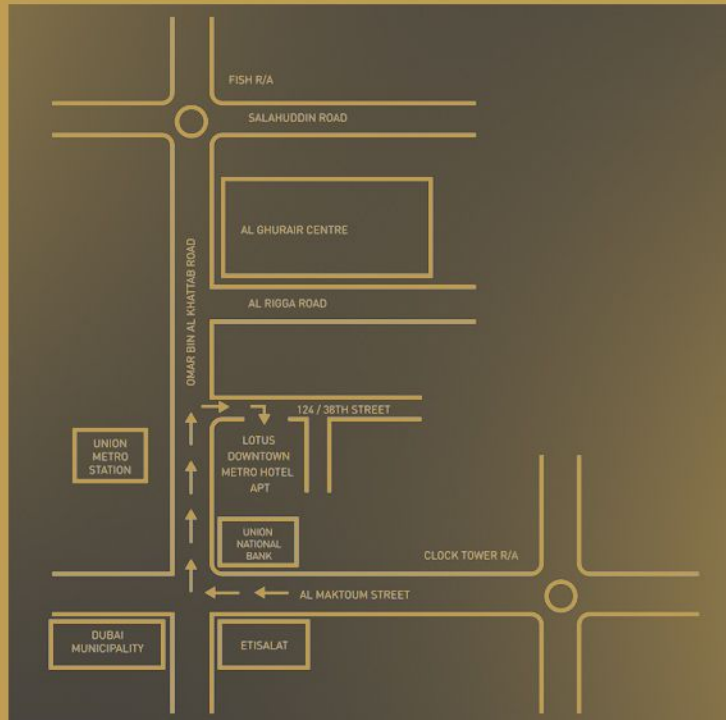 FISH R/A
SALAHUDDIN ROAD
AL GHURAIR CENTRE
OMAR BIN AL KHATTAB ROAD
AL RIGGA ROAD
124 / 38TH STREET
UNION
METRO
STATION
LOTUS
DOWNTOWN
METRO HOTEL
APT
UNION
NATIONAL
BANK
CLOCK TOWER R/A
AL MAKTOUM STREET
DUBAI
MUNICIPALITY
ETISALAT